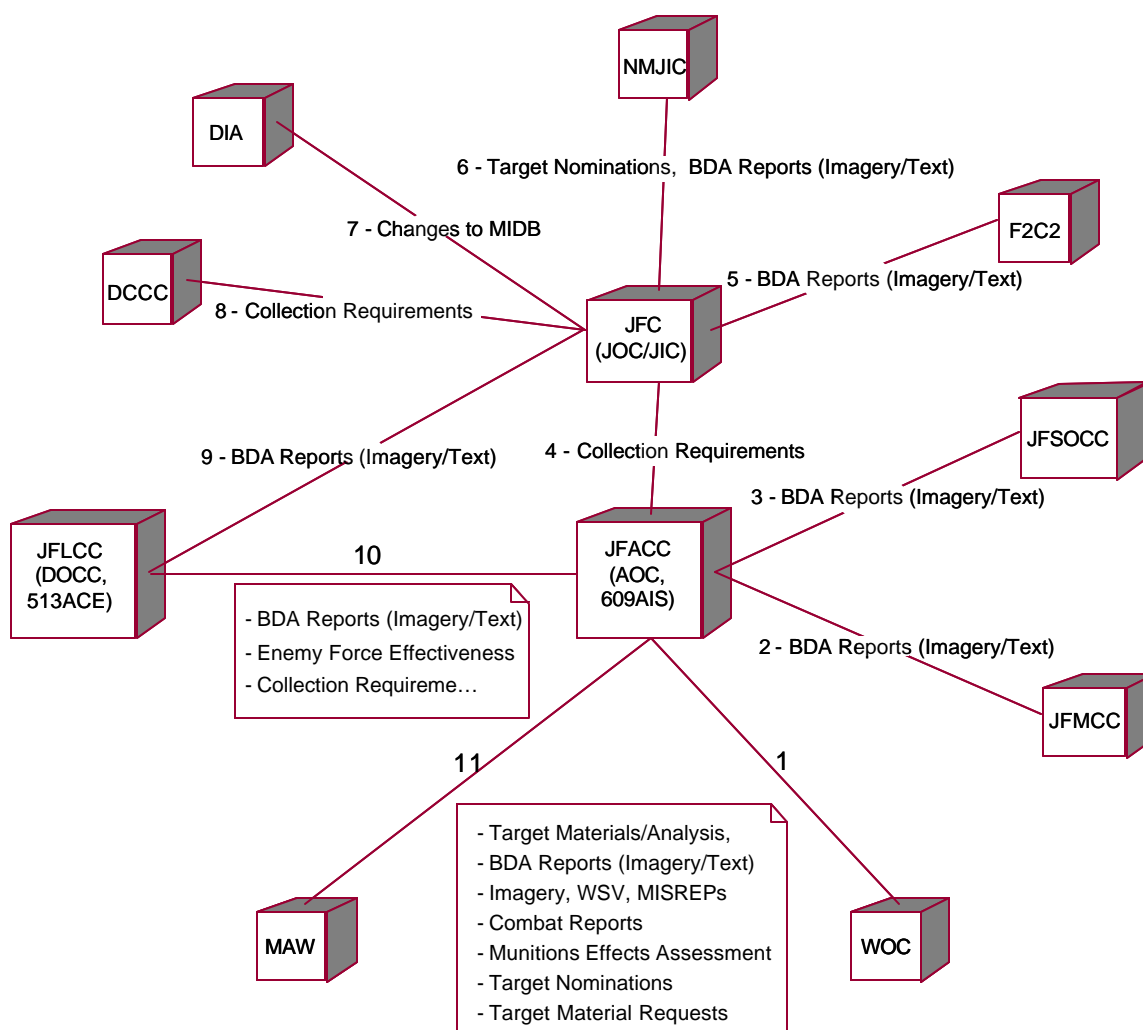 NMJIC
DIA
6 - Target Nominations, BDA Reports (Imagery/Text)
F2C2
7 - Changes to MIDB
DCCC
5 - BDA Reports (Imagery/Text)
8 - Collection Requirements
JFC
(JOC/JIC)
JFSOCC
9 - BDA Reports (Imagery/Text)
4 - Collection Requirements
3 - BDA Reports (Imagery/Text)
JFLCC
(DOCC,
513ACE)
10
JFACC
(AOC,
609AIS)
- BDA Reports (Imagery/Text)
- Enemy Force Effectiveness
- Collection Requireme…
2 - BDA Reports (Imagery/Text)
JFMCC
11
1
- Target Materials/Analysis,
- BDA Reports (Imagery/Text)
- Imagery, WSV, MISREPs
- Combat Reports
- Munitions Effects Assessment
- Target Nominations
- Target Material Requests
MAW
WOC